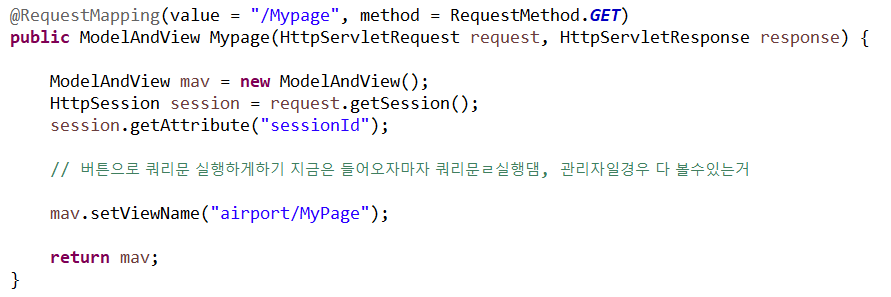 @RequestMapping(value = "/Mypage", method = RequestMethod.GET)
public ModelAndView Mypage(HttpServletRequest request, HttpServletResponse response) {
ModelAndView mav = new ModelAndView();
HttpSession session = request.getSession();
session.getAttribute("sessionId");
// 버튼으로 쿼리문 실행하게하기 지금은 들어오자마자 쿼리문ㄹ실행댐, 관리자일경우 다 볼수있는거
mav.setViewName("airport/MyPage");
return mav;
}